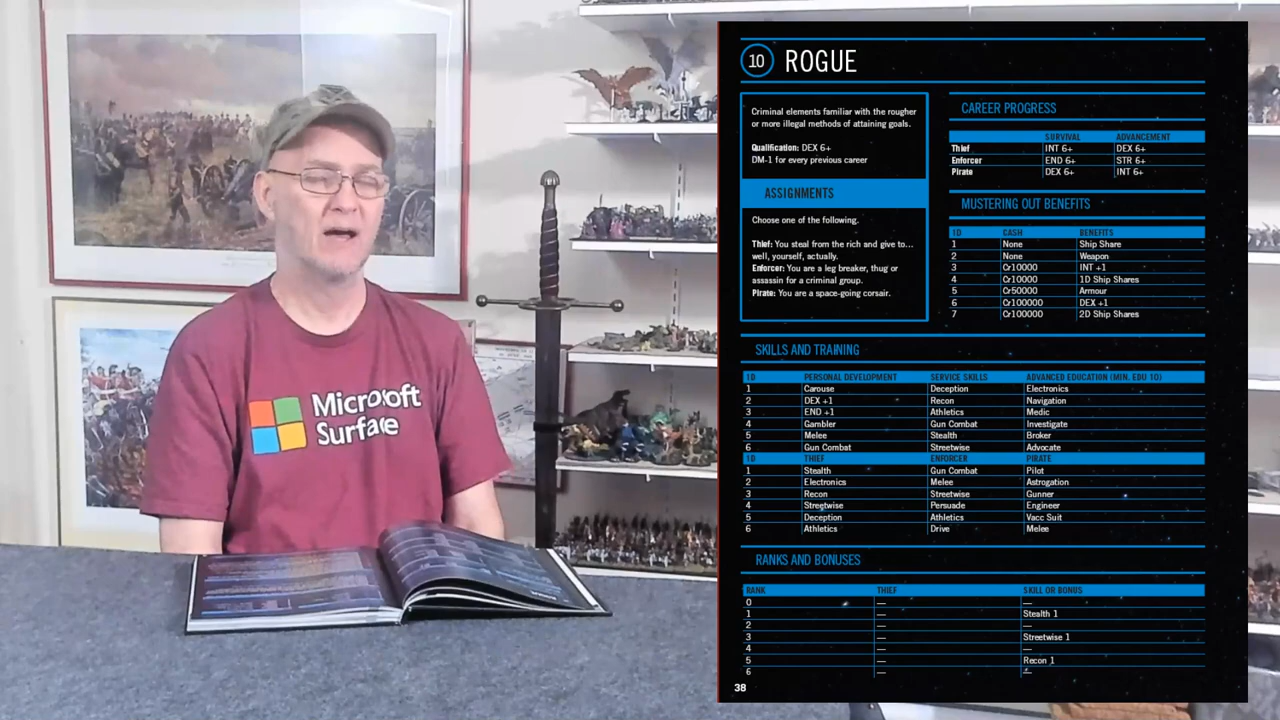 Microsoft
Surface
10 ROGUE
Criminal elements familiar with the rougher
or more illegal methods of attaining goals.
Qualification: DEX 6+
DM-1 for every previous career
ASSIGNMENTS
Choose one of the following.
Thief: You steal from the rich and give to...
well, yourself, actually.
Enforcer: You are a leg breaker, thug or
assassin for a criminal group.
Pirate: You are a space-going corsair.
CAREER PROGRESS
SURVIVAL ADVANCEMENT
Thief INT 6+ DEX 6+
Enforcer END 6+ STR 6+
Pirate DEX 6+ INT 6+
MUSTERING OUT BENEFITS
1D CASH BENEFITS
1 None Ship Share
2 None Weapon
3 Cr10000 INT +1
4 Cr10000 1D Ship Shares
5 Cr50000 Armour
6 Cr100000 DEX +1
7 Cr100000 2D Ship Shares
SKILLS AND TRAINING
1D PERSONAL DEVELOPMENT SERVICE SKILLS ADVANCED EDUCATION (MIN. EDU 10)
1 Carouse Deception Electronics
2 DEX +1 Recon Navigation
3 END +1 Athletics Medic
4 Gambler Gun Combat Investigate
5 Melee Stealth Broker
6 Gun Combat Streetwise Advocate
1D THIEF ENFORCER PIRATE
1 Stealth Gun Combat Pilot
2 Electronics Melee Astrogation
3 Recon Streetwise Gunner
4 Streetwise Persuade Engineer
5 Deception Athletics Vacc Suit
6 Athletics Drive Melee
RANKS AND BONUSES
RANK THIEF SKILL OR BONUS
0 — —
1 — Stealth 1
2 — —
3 — Streetwise 1
4 — —
5 — Recon 1
6 — —
38